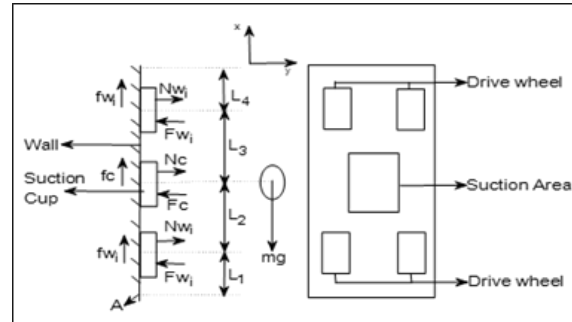 x
y
fwᵢ
Nwᵢ
Fwᵢ
L₄
Wall
L₃
fc
Nc
Suction
Cup
Fc
L₂
fwᵢ
Nwᵢ
Fwᵢ
L₁
A
mg
Drive wheel
Suction Area
Drive wheel